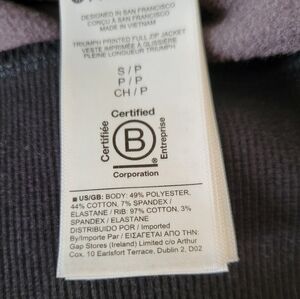 DESIGNED IN SAN FRANCISCO
CONÇU À SAN FRANCISCO
MADE IN VIETNAM
TRIUMPH PRINTED FULL ZIP JACKET
VESTE IMPRIMÉE À GLISSIÈRE
PLEINE LONGUEUR TRIUMPH
S / P
P / P
CH / P
Certified
Certifiée
B
Entreprise
Corporation
■ US/GB: BODY: 49% POLYESTER,
44% COTTON, 7% SPANDEX /
ELASTANE / RIB: 97% COTTON, 3%
SPANDEX / ELASTANE
DISTRIBUIDO POR / Imported
By/Importe Par / ΕΙΣΑΓΕΤΑΙ ΑΠΟ ΤΗΝ:
Gap Stores (Ireland) Limited c/o Arthur
Cox, 10 Earlsfort Terrace, Dublin 2, D02